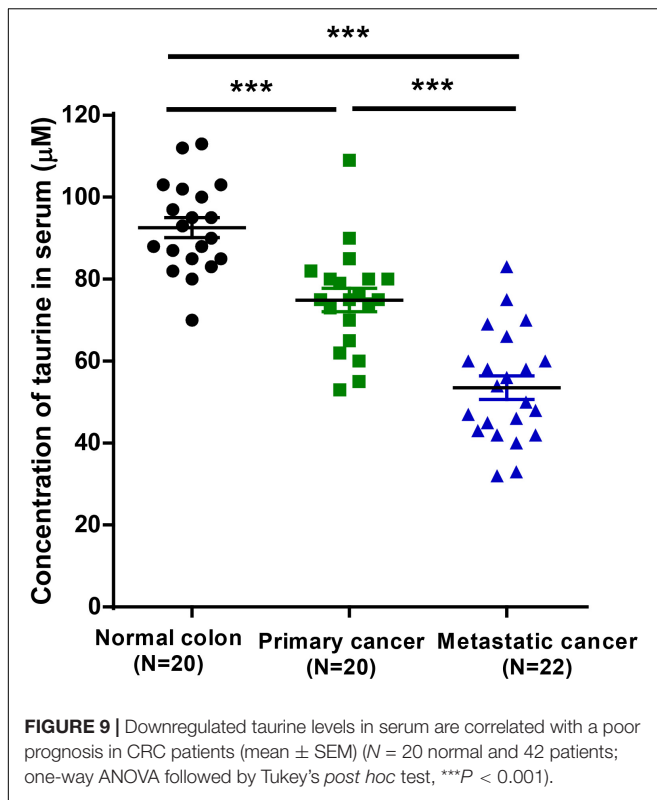 ***
*** ***
120
100
80
60
40
20
0
Concentration of taurine in serum (μM)
Normal colon Primary cancer Metastatic cancer
(N=20) (N=20) (N=22)
FIGURE 9 | Downregulated taurine levels in serum are correlated with a poor
prognosis in CRC patients (mean ± SEM) (N = 20 normal and 42 patients;
one-way ANOVA followed by Tukey’s post hoc test, ***P < 0.001).